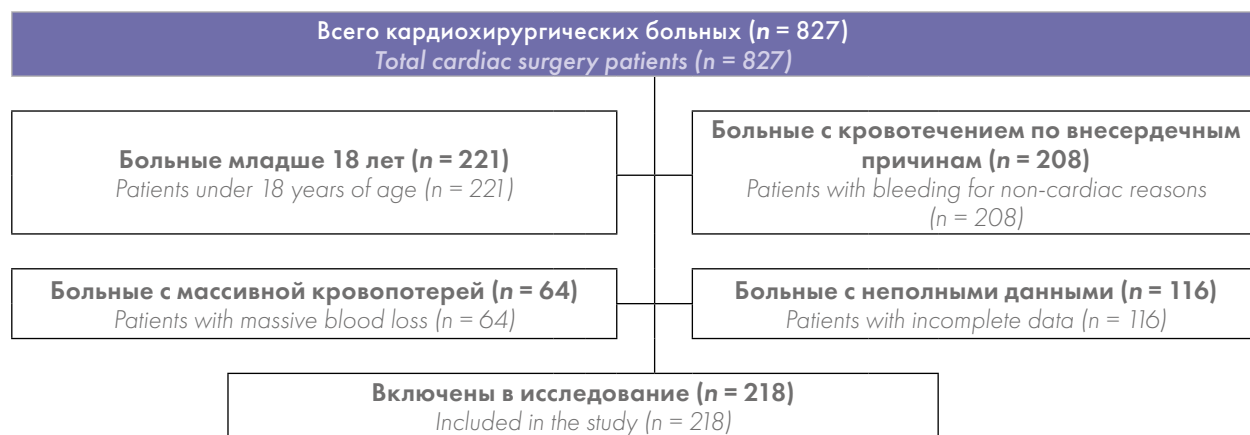 Всего кардиохирургических больных (n = 827)
Total cardiac surgery patients (n = 827)
Больные младше 18 лет (n = 221)
Patients under 18 years of age (n = 221)
Больные с кровотечением по внесердечным
причинам (n = 208)
Patients with bleeding for non-cardiac reasons
(n = 208)
Больные с массивной кровопотерей (n = 64)
Patients with massive blood loss (n = 64)
Больные с неполными данными (n = 116)
Patients with incomplete data (n = 116)
Включены в исследование (n = 218)
Included in the study (n = 218)